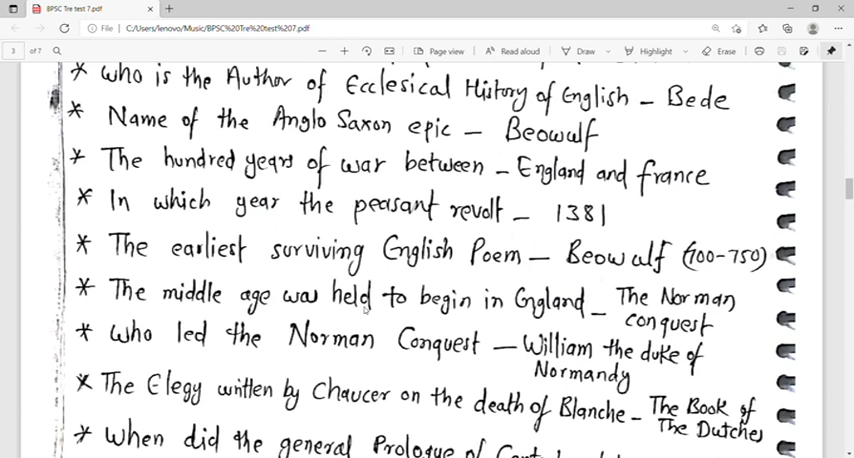 BPSC Tre test 7.pdf
File | C:/Users/lenovo/Music/BPSC%20Tre%20test%207.pdf
3 of 7 Page view Read aloud Draw Highlight Erase
* Who is the Author of Ecclesical History of English - Bede
* Name of the Anglo Saxon epic - Beowulf
* The hundred years of war between - England and france
* In which year the peasant revolt - 1381
* The earliest surviving English Poem - Beowulf (700-750)
* The middle age was held to begin in England - The Norman
conquest
* Who led the Norman Conquest - William the duke of
Normandy
* The Elegy written by Chaucer on the death of Blanche - The Book of
The Dutches
* When did the general Prologue of